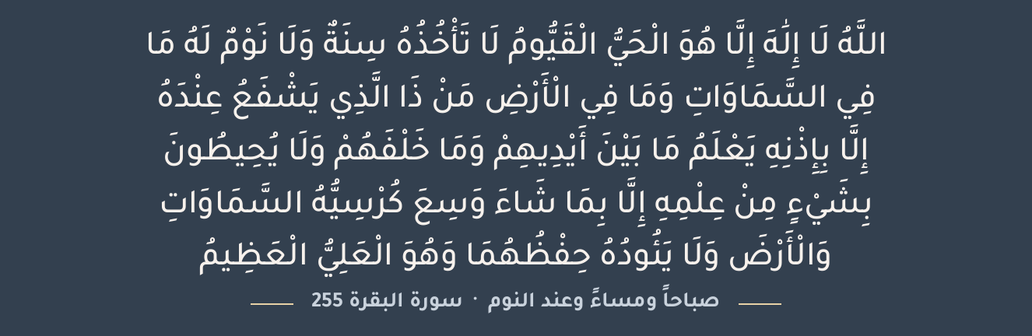 اللَّهُ لَا إِلَٰهَ إِلَّا هُوَ الْحَيُّ الْقَيُّومُ لَا تَأْخُذُهُ سِنَةٌ وَلَا نَوْمٌ لَهُ مَا
فِي السَّمَاوَاتِ وَمَا فِي الْأَرْضِ مَنْ ذَا الَّذِي يَشْفَعُ عِنْدَهُ
إِلَّا بِإِذْنِهِ يَعْلَمُ مَا بَيْنَ أَيْدِيهِمْ وَمَا خَلْفَهُمْ وَلَا يُحِيطُونَ
بِشَيْءٍ مِنْ عِلْمِهِ إِلَّا بِمَا شَاءَ وَسِعَ كُرْسِيُّهُ السَّمَاوَاتِ
وَالْأَرْضَ وَلَا يَئُودُهُ حِفْظُهُمَا وَهُوَ الْعَلِيُّ الْعَظِيمُ
صباحاً ومساءً وعند النوم · سورة البقرة 255